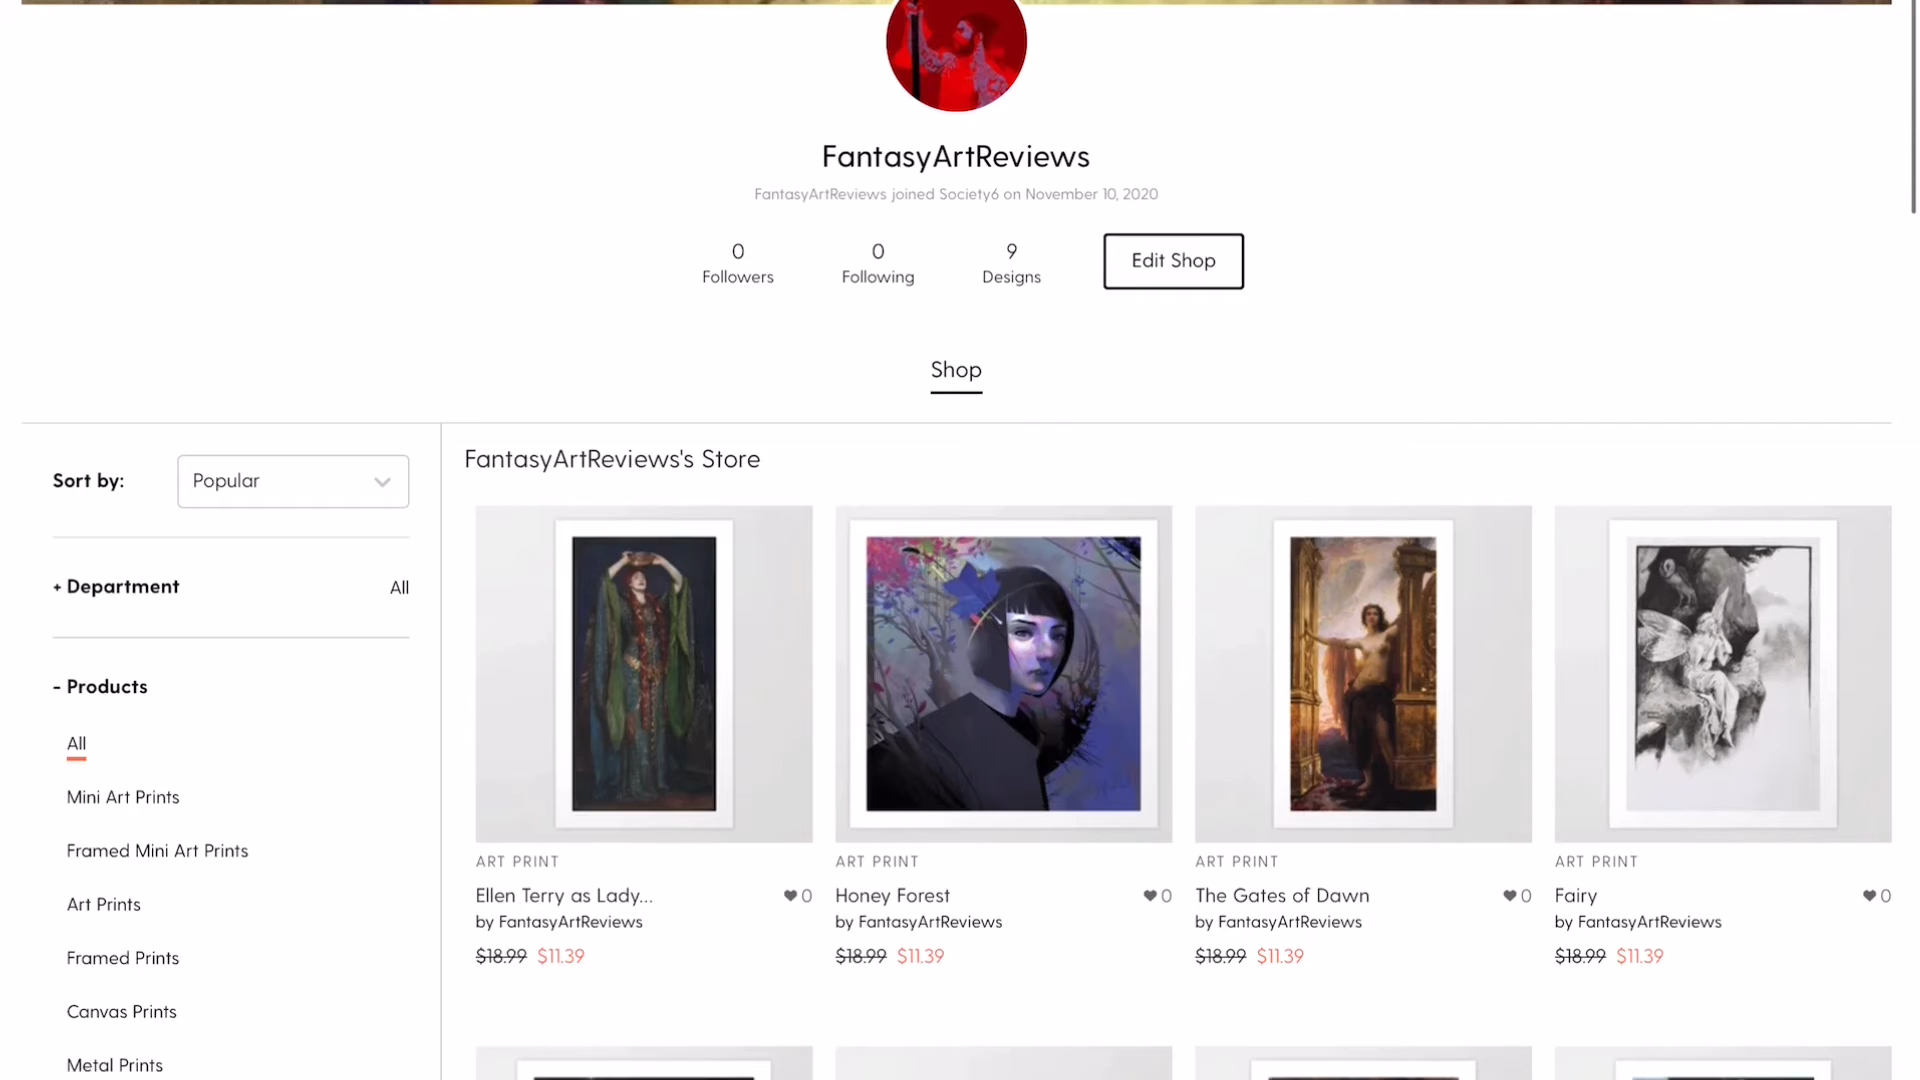 FantasyArtReviews
FantasyArtReviews joined Society6 on November 10, 2020
0
Followers
0
Following
9
Designs
Edit Shop
Shop
Sort by:
Popular
+ Department
All
- Products
All
Mini Art Prints
Framed Mini Art Prints
Art Prints
Framed Prints
Canvas Prints
Metal Prints
FantasyArtReviews's Store
ART PRINT
Ellen Terry as Lady...
0
by FantasyArtReviews
$18.99 $11.39
ART PRINT
Honey Forest
0
by FantasyArtReviews
$18.99 $11.39
ART PRINT
The Gates of Dawn
0
by FantasyArtReviews
$18.99 $11.39
ART PRINT
Fairy
0
by FantasyArtReviews
$18.99 $11.39